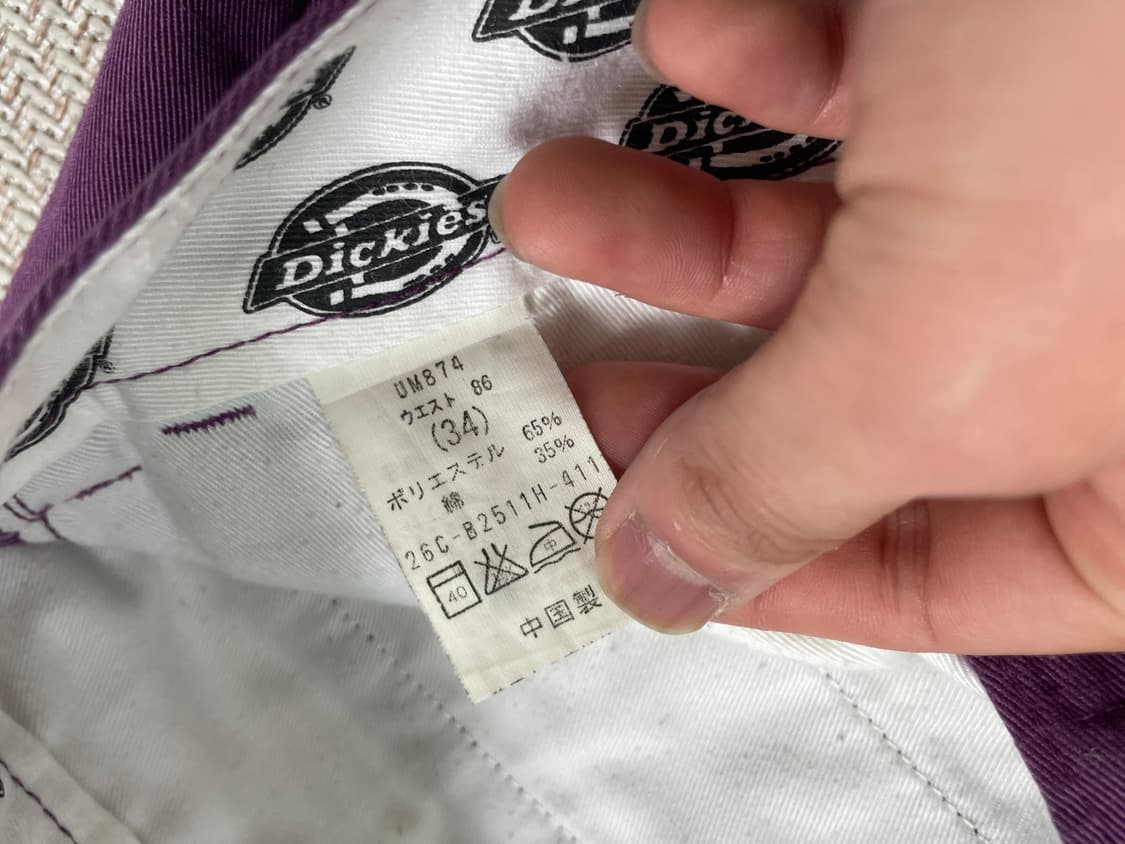 Dickies
Dickies
UM874
ウエスト 86
(34)
ポリエステル 65%
綿 35%
26C-B2511H-411
40 中
中国製